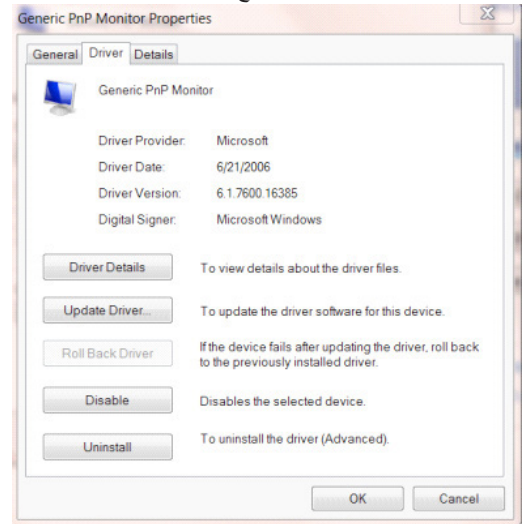 Generic PnP Monitor Properties
General Driver Details
Generic PnP Monitor
Driver Provider: Microsoft
Driver Date: 6/21/2006
Driver Version: 6.1.7600.16385
Digital Signer: Microsoft Windows
Driver Details To view details about the driver files.
Update Driver... To update the driver software for this device.
Roll Back Driver If the device fails after updating the driver, roll back
to the previously installed driver.
Disable Disables the selected device.
Uninstall To uninstall the driver (Advanced).
OK Cancel